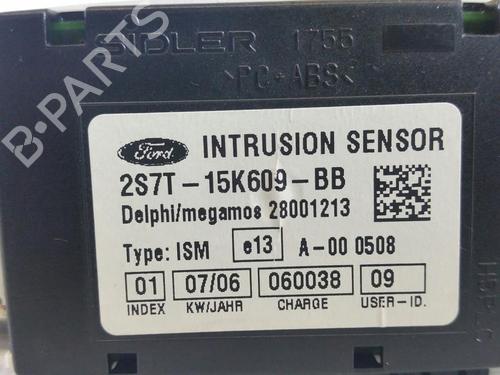 SIDLER 1755
>PC-ABS<
B-PARTS
Ford INTRUSION SENSOR
2S7T-15K609-BB
Delphi/megamos 28001213
Type: ISM e13 A-00 0508
01 07/06 060038 09
INDEX KW/JAHR CHARGE USER-ID.